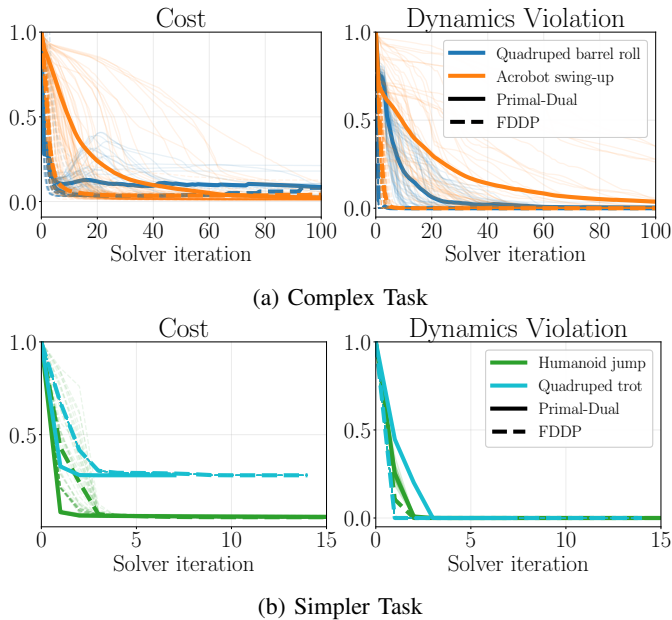 Cost
Dynamics Violation
1.0
0.5
0.0
0 20 40 60 80 100
Solver iteration
1.0
0.5
0.0
0 20 40 60 80 100
Solver iteration
Quadruped barrel roll
Acrobot swing-up
Primal-Dual
FDDP
(a) Complex Task
Cost
Dynamics Violation
1.0
0.5
0 5 10 15
Solver iteration
1.0
0.5
0.0
0 5 10 15
Solver iteration
Humanoid jump
Quadruped trot
Primal-Dual
FDDP
(b) Simpler Task